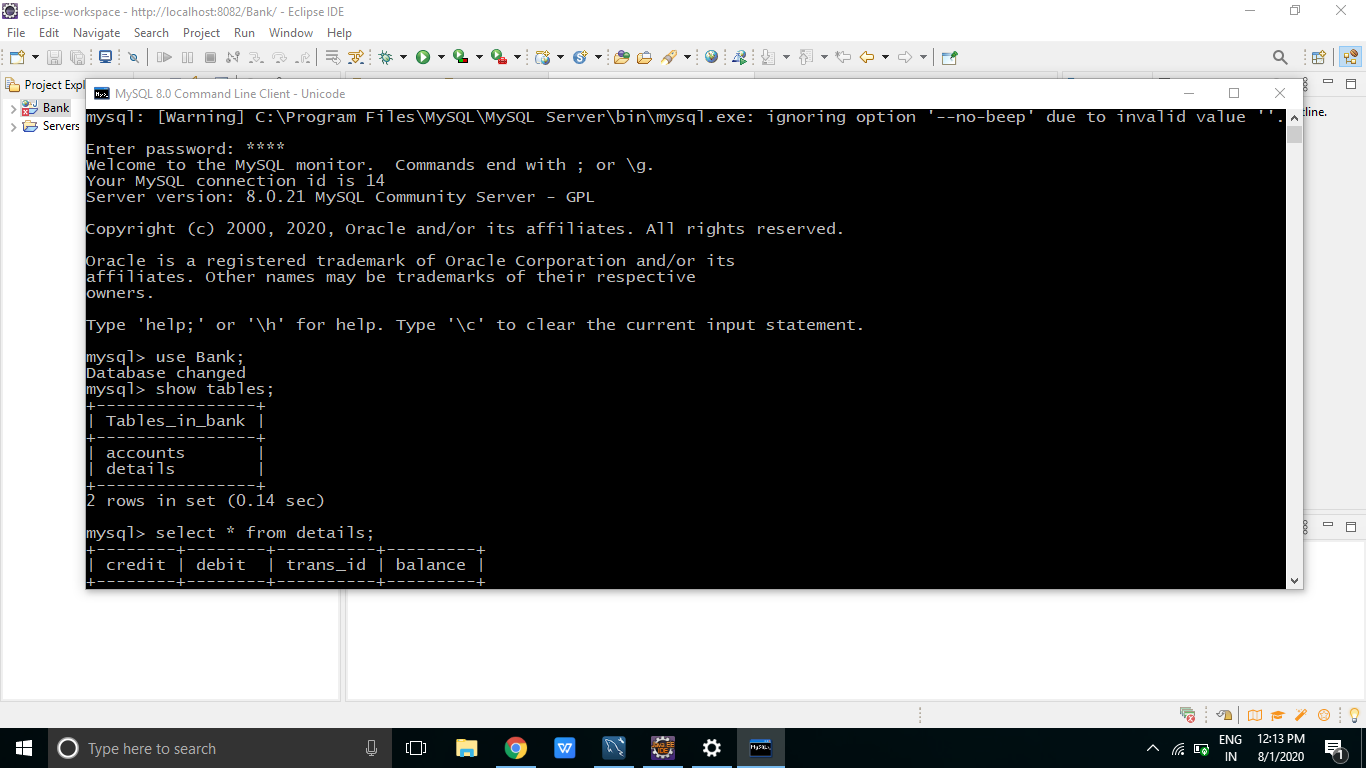 eclipse-workspace - http://localhost:8082/Bank/ - Eclipse IDE
File Edit Navigate Search Project Run Window Help
Project Expl
Bank
Servers
tline.
MySQL 8.0 Command Line Client - Unicode
mysql: [Warning] C:\Program Files\MySQL\MySQL Server\bin\mysql.exe: ignoring option '--no-beep' due to invalid value ''.
Enter password: ****
Welcome to the MySQL monitor.  Commands end with ; or \g.
Your MySQL connection id is 14
Server version: 8.0.21 MySQL Community Server - GPL
Copyright (c) 2000, 2020, Oracle and/or its affiliates. All rights reserved.
Oracle is a registered trademark of Oracle Corporation and/or its
affiliates. Other names may be trademarks of their respective
owners.
Type 'help;' or '\h' for help. Type '\c' to clear the current input statement.
mysql> use Bank;
Database changed
mysql> show tables;
+----------------+
| Tables_in_bank |
+----------------+
| accounts       |
| details        |
+----------------+
2 rows in set (0.14 sec)
mysql> select * from details;
+--------+--------+----------+---------+
| credit | debit  | trans_id | balance |
+--------+--------+----------+---------+
Type here to search
ENG
IN
12:13 PM
8/1/2020
1